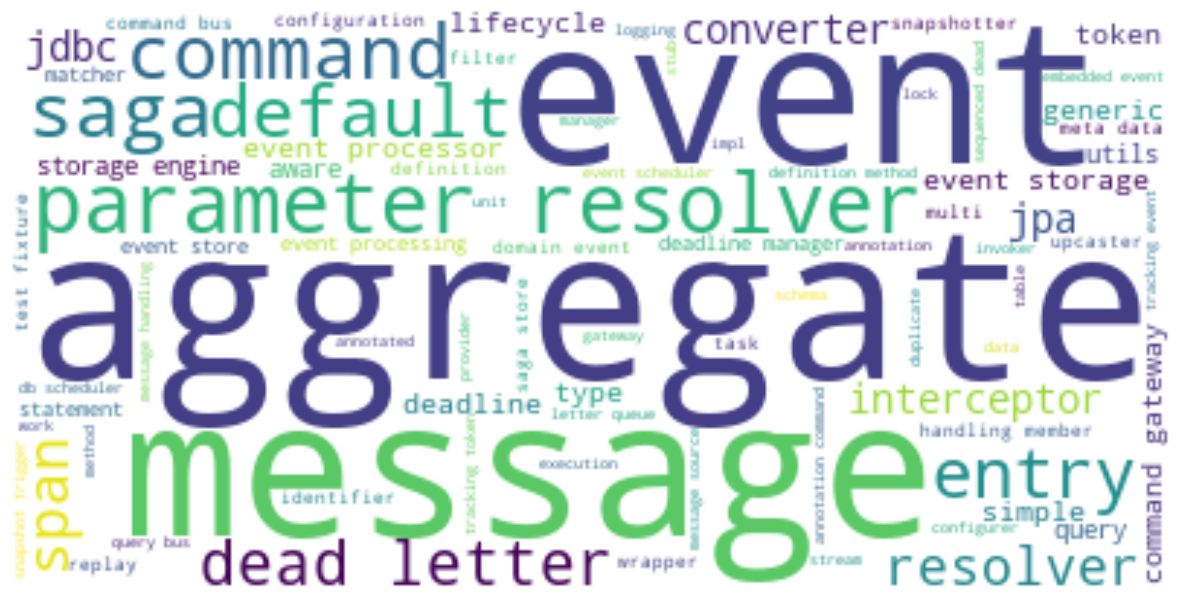 command bus
configuration
lifecycle
logging
converter
snapshotter
token
jdbc
command
event
matcher
filter
stub
sequenced dead
embedded event
saga
default
lock
generic
manager
meta data
event processor
impl
utils
storage engine
aware
definition
event scheduler
definition method
event storage
parameter resolver
unit
multi
jpa
tracking event
test fixture
event store
event processing
domain event
deadline manager
annotation
invoker
upcaster
aggregate
message handling
annotated
provider
saga store
gateway
schema
task
duplicate
table
data
db scheduler
statement
deadline
type
letter queue
interceptor
command gateway
work
span
method
snapshot trigger
message
identifier
tracking token
execution
message source
annotation command
handling member
entry
simple
configurer
query
query bus
replay
dead letter
wrapper
stream
resolver